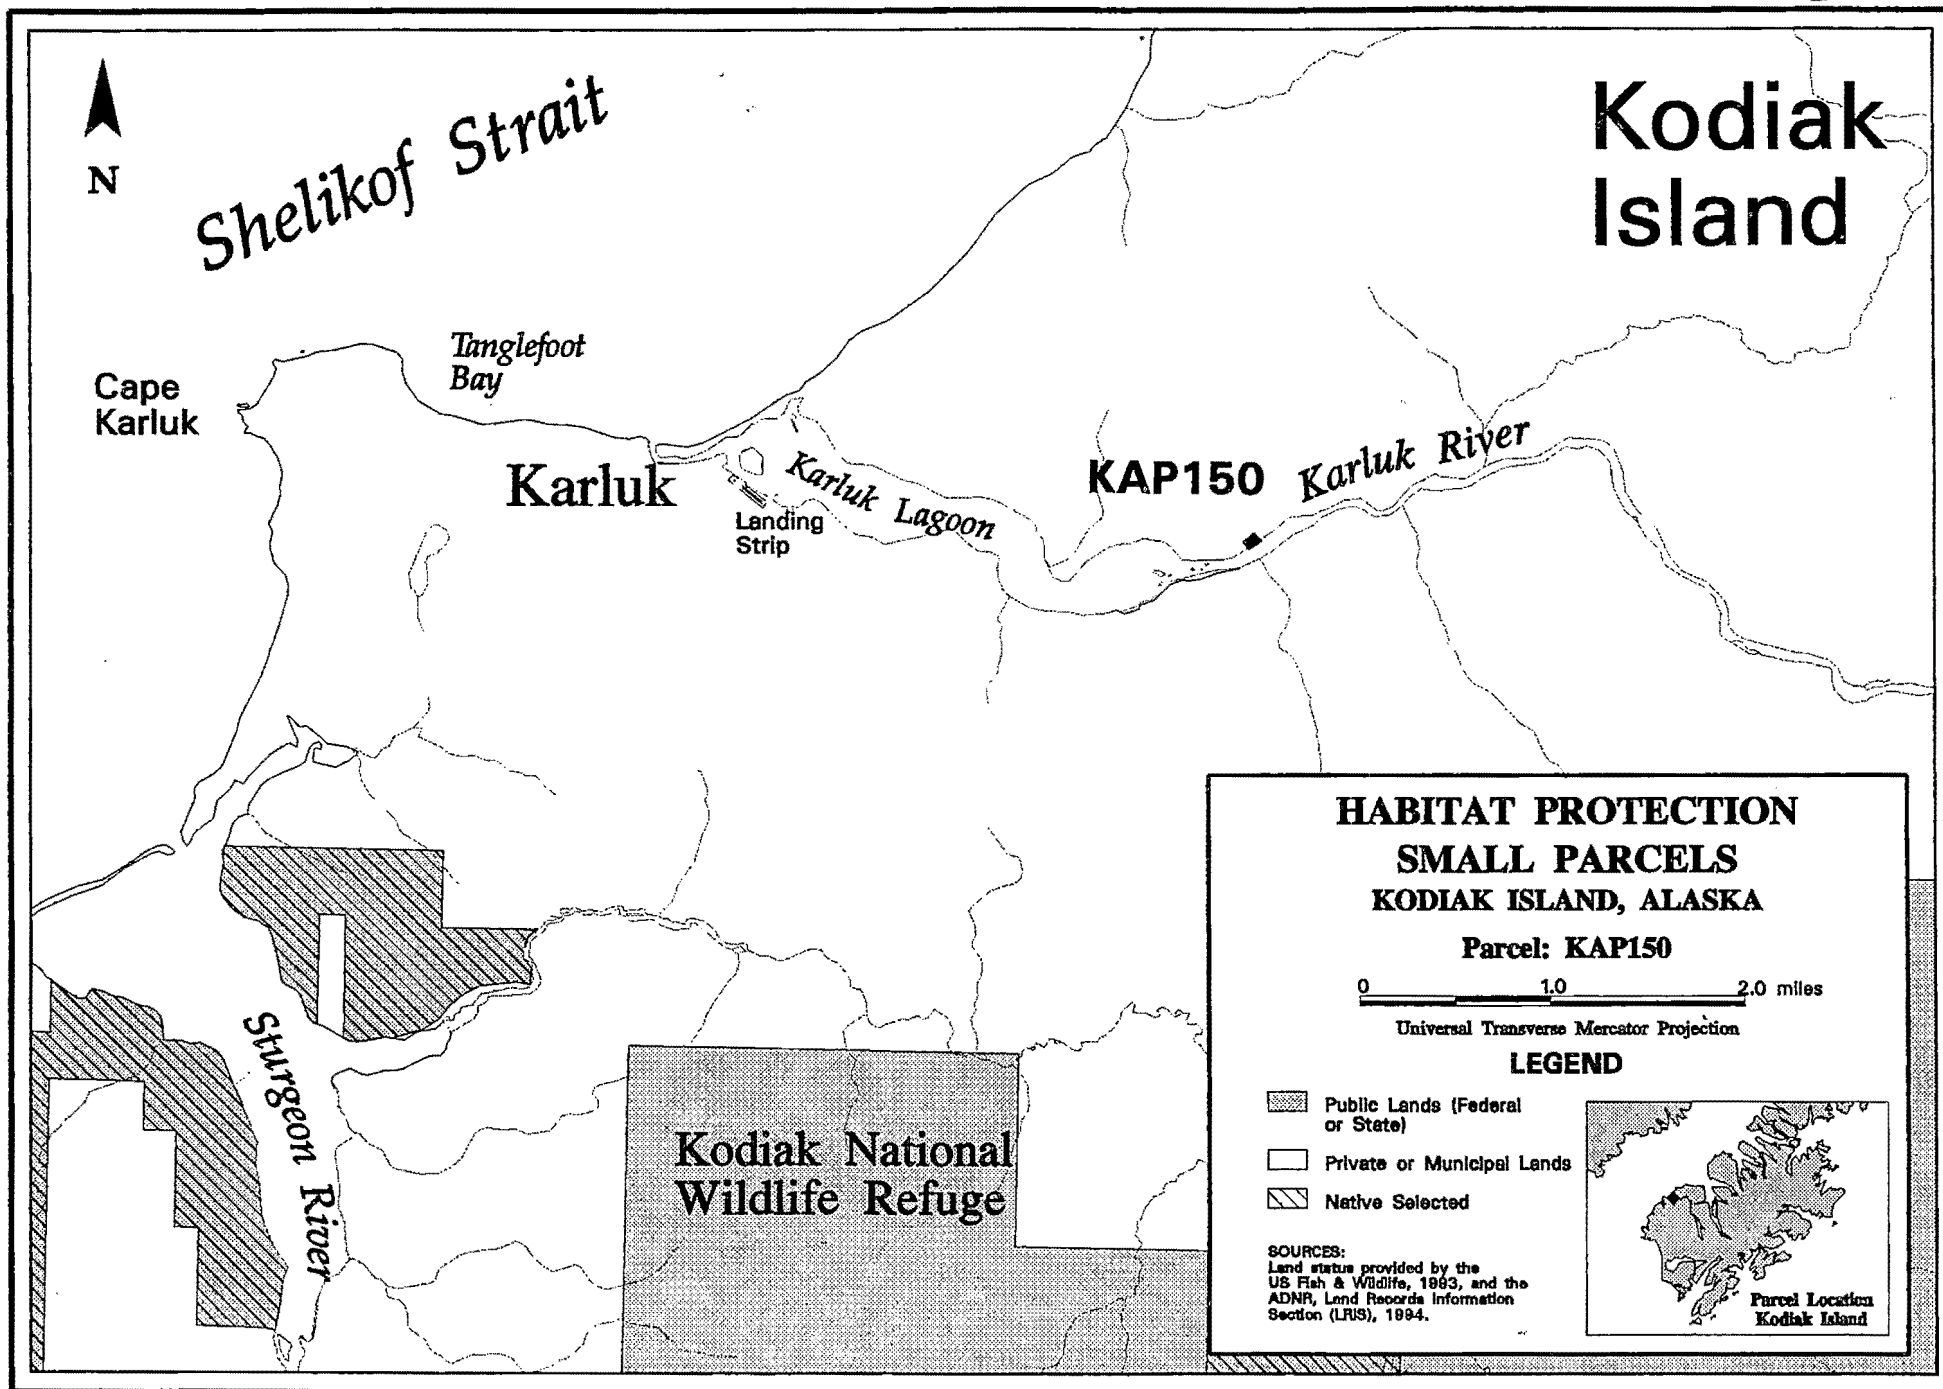 N
Shelikof Strait
Kodiak
Island
Tanglefoot
Bay
Cape
Karluk
Karluk
Karluk Lagoon
Landing
Strip
KAP150
Karluk River
Sturgeon River
Kodiak National
Wildlife Refuge
HABITAT PROTECTION
SMALL PARCELS
KODIAK ISLAND, ALASKA
Parcel: KAP150
0 1.0 2.0 miles
Universal Transverse Mercator Projection
LEGEND
Public Lands (Federal
or State)
Private or Municipal Lands
Native Selected
SOURCES:
Land status provided by the
US Fish & Wildlife, 1993, and the
ADNR, Land Records Information
Section (LRIS), 1994.
Parcel Location
Kodiak Island